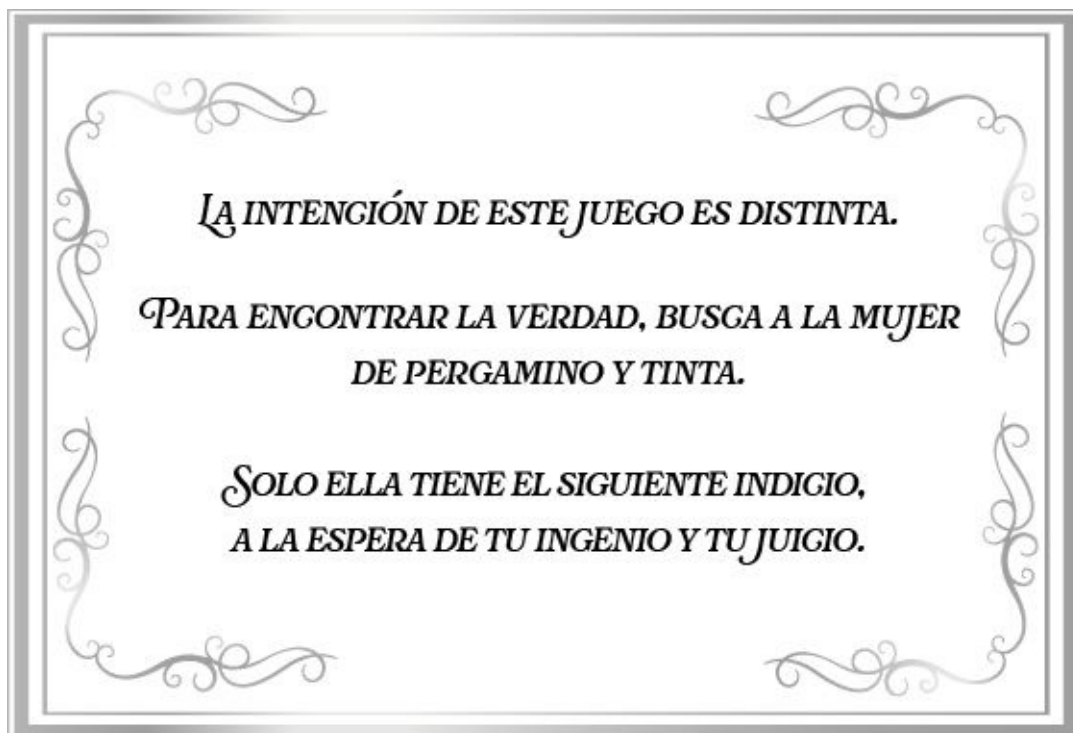 La intención de este juego es distinta.
Para encontrar la verdad, busca a la mujer
de pergamino y tinta.
Solo ella tiene el siguiente indicio,
a la espera de tu ingenio y tu juicio.